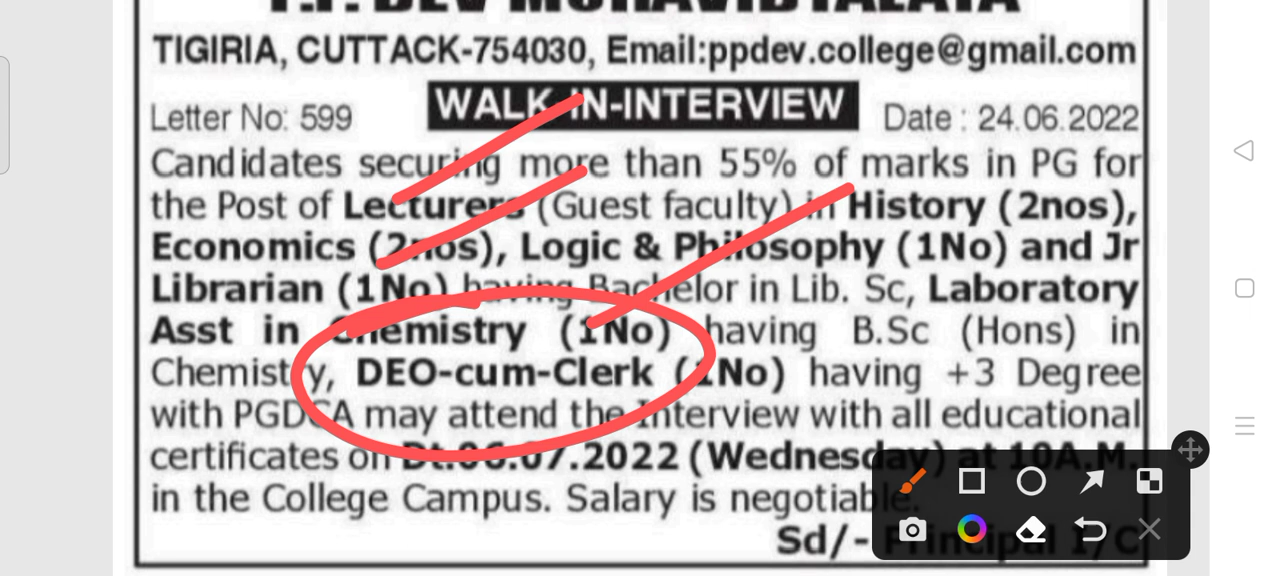 P.P. DEV MOHAVIDYALAYA
TIGIRIA, CUTTACK-754030, Email:ppdev.college@gmail.com
Letter No: 599 WALK-IN-INTERVIEW Date : 24.06.2022
Candidates securing more than 55% of marks in PG for
the Post of Lecturers (Guest faculty) in History (2nos),
Economics (2nos), Logic & Philosophy (1No) and Jr
Librarian (1No) having Bachelor in Lib. Sc, Laboratory
Asst in Chemistry (1No) having B.Sc (Hons) in
Chemistry, DEO-cum-Clerk (1No) having +3 Degree
with PGDCA may attend the Interview with all educational
certificates on Dt.06.07.2022 (Wednesday) at 10A.M.
in the College Campus. Salary is negotiable.
Sd/- Principal I/C